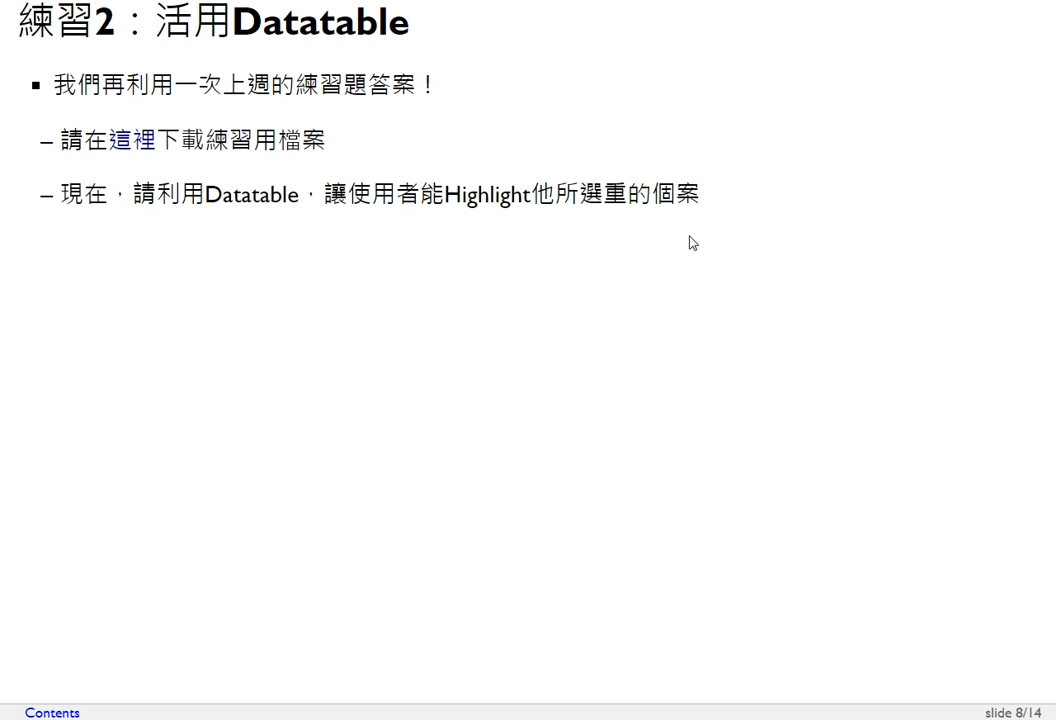 練習2：活用Datatable
▪ 我們再利用一次上週的練習題答案！
– 請在這裡下載練習用檔案
– 現在，請利用Datatable，讓使用者能Highlight他所選重的個案
Contents
slide 8/14